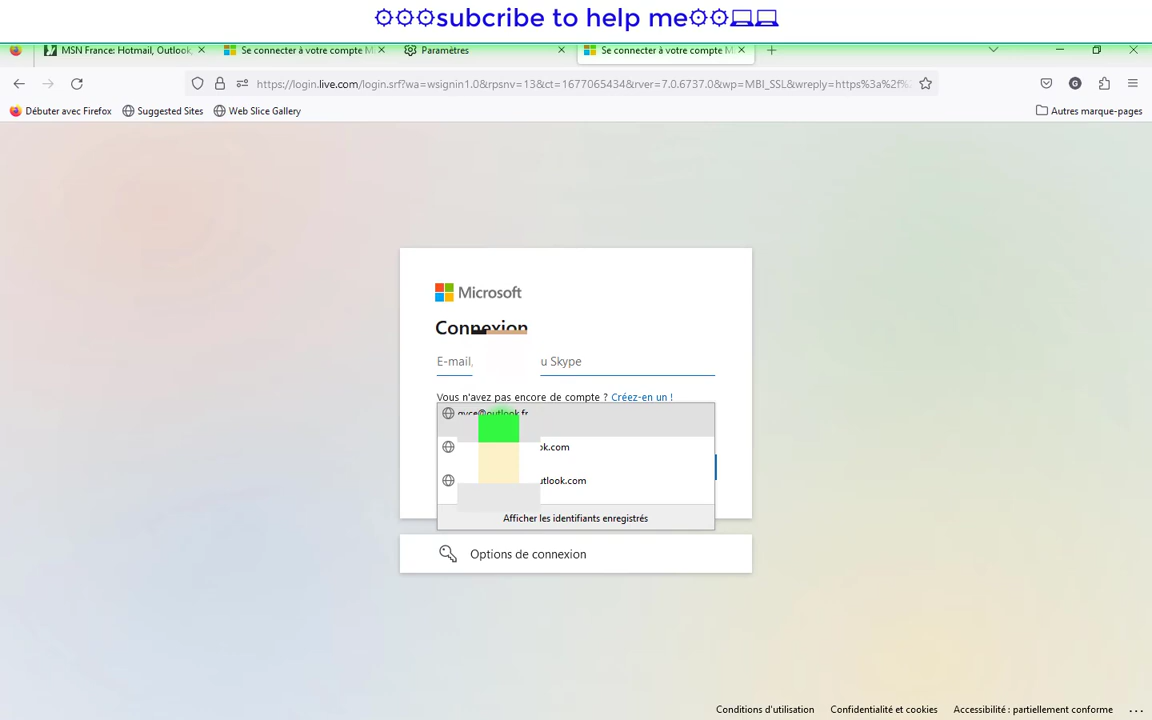 ⚙⚙⚙subcribe to help me⚙⚙💻💻
MSN France: Hotmail, Outlook,
Se connecter à votre compte M
Paramètres
Se connecter à votre compte M
https://login.live.com/login.srf?wa=wsignin1.0&rpsnv=13&ct=1677065434&rver=7.0.6737.0&wp=MBI_SSL&wreply=https%3a%2f%
Débuter avec Firefox
Suggested Sites
Web Slice Gallery
Autres marque-pages
Microsoft
Connexion
E-mail, u Skype
Vous n'avez pas encore de compte ? Créez-en un !
@outlook.fr
k.com
utlook.com
Afficher les identifiants enregistrés
Options de connexion
Conditions d'utilisation
Confidentialité et cookies
Accessibilité : partiellement conforme
...